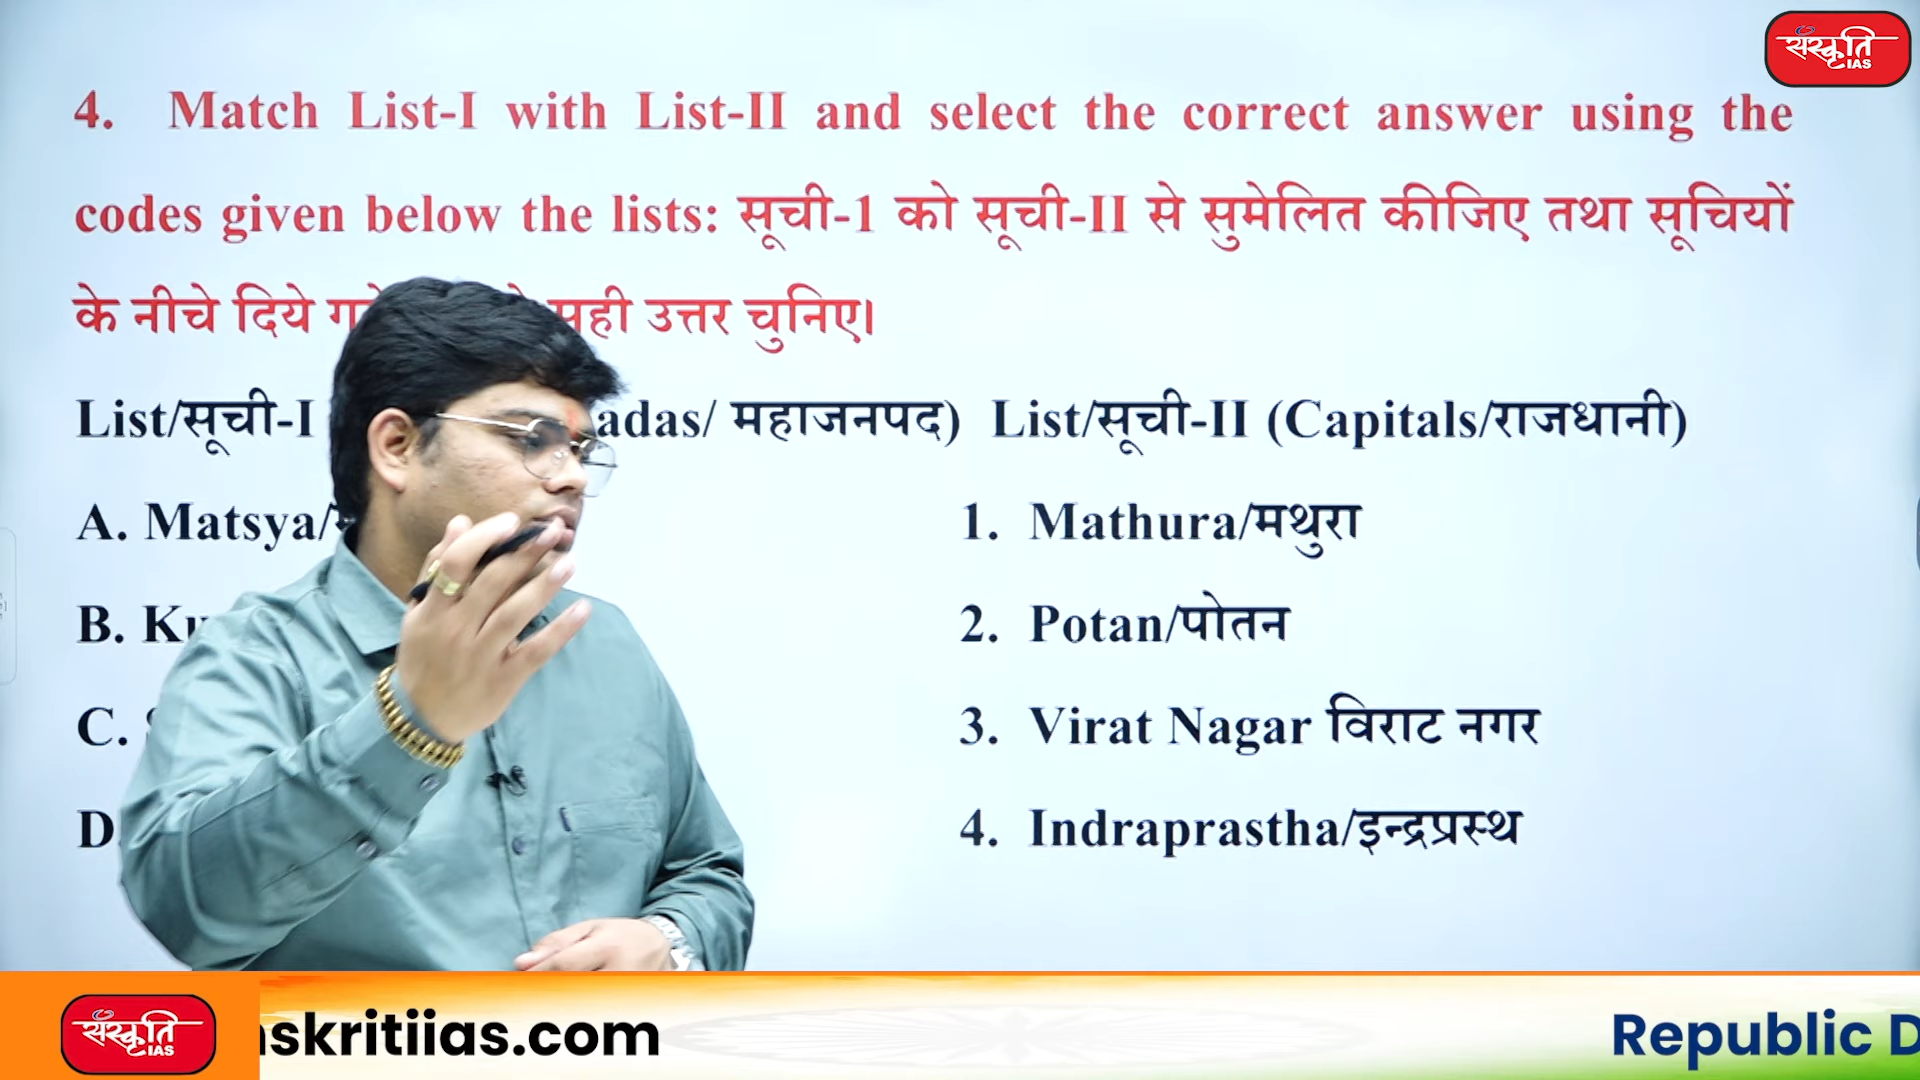 संस्कृति IAS
4. Match List-I with List-II and select the correct answer using the
codes given below the lists: सूची-1 को सूची-II से सुमेलित कीजिए तथा सूचियों
के नीचे दिये सही उत्तर चुनिए।
List/सूची-I adas/ महाजनपद) List/सूची-II (Capitals/राजधानी)
A. Matsya/ 1. Mathura/मथुरा
B. 2. Potan/पोतन
C. 3. Virat Nagar विराट नगर
D. 4. Indraprastha/इन्द्रप्रस्थ
संस्कृति IAS nskritiias.com Republic D